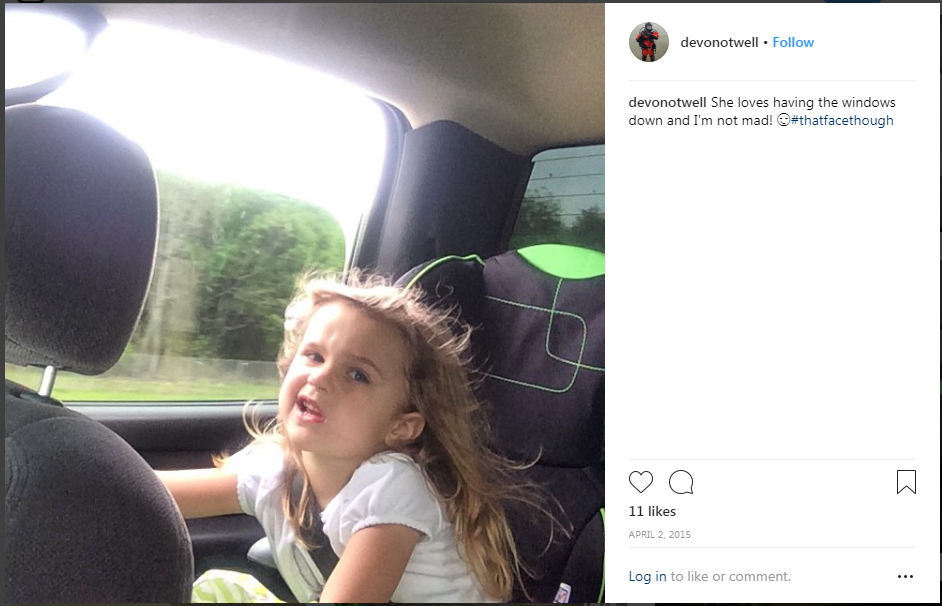 devonotwell • Follow
devonotwell She loves having the windows
down and I'm not mad! 😉#thatfacethough
11 likes
APRIL 2, 2015
Log in to like or comment.